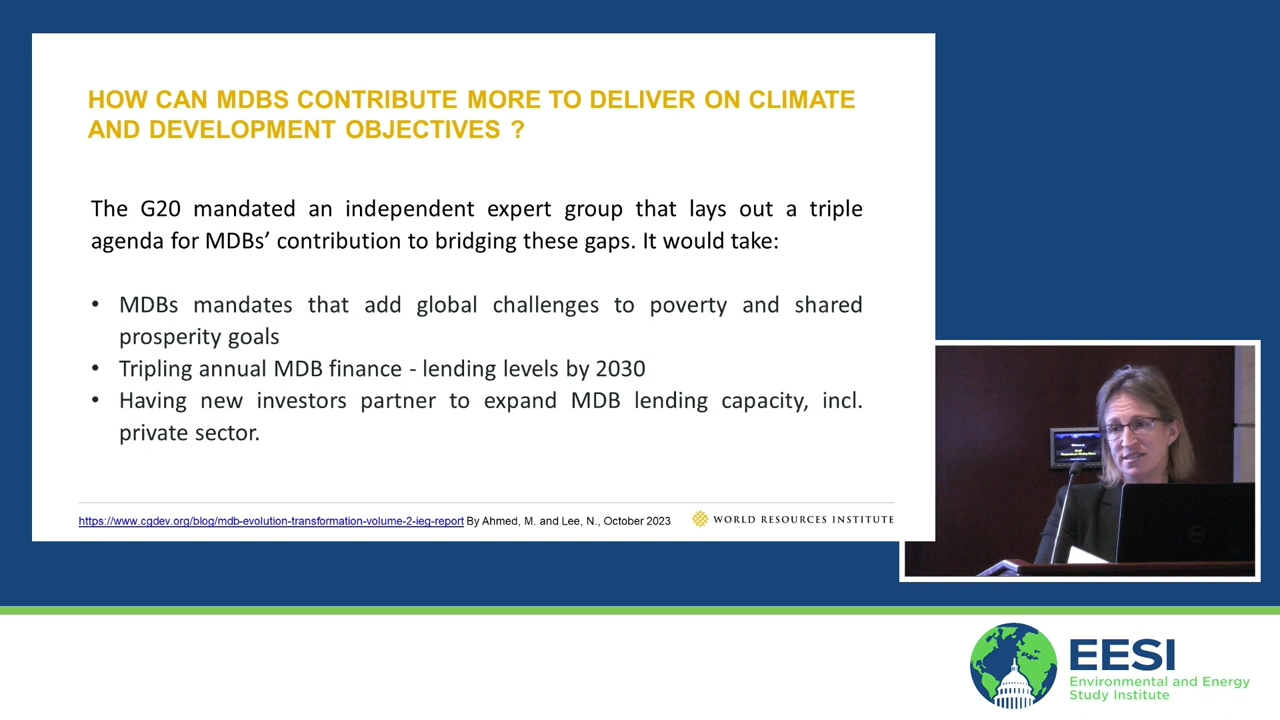 HOW CAN MDBS CONTRIBUTE MORE TO DELIVER ON CLIMATE
AND DEVELOPMENT OBJECTIVES ?
The G20 mandated an independent expert group that lays out a triple
agenda for MDBs’ contribution to bridging these gaps. It would take:
• MDBs mandates that add global challenges to poverty and shared
prosperity goals
• Tripling annual MDB finance - lending levels by 2030
• Having new investors partner to expand MDB lending capacity, incl.
private sector.
https://www.cgdev.org/blog/mdb-evolution-transformation-volume-2-ieg-report By Ahmed, M. and Lee, N., October 2023
WORLD RESOURCES INSTITUTE
EESI
Environmental and Energy
Study Institute